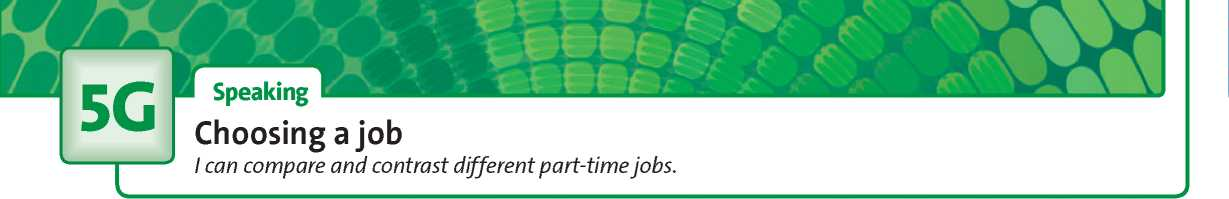 5G
Speaking
Choosing a job
I can compare and contrast different part-time jobs.